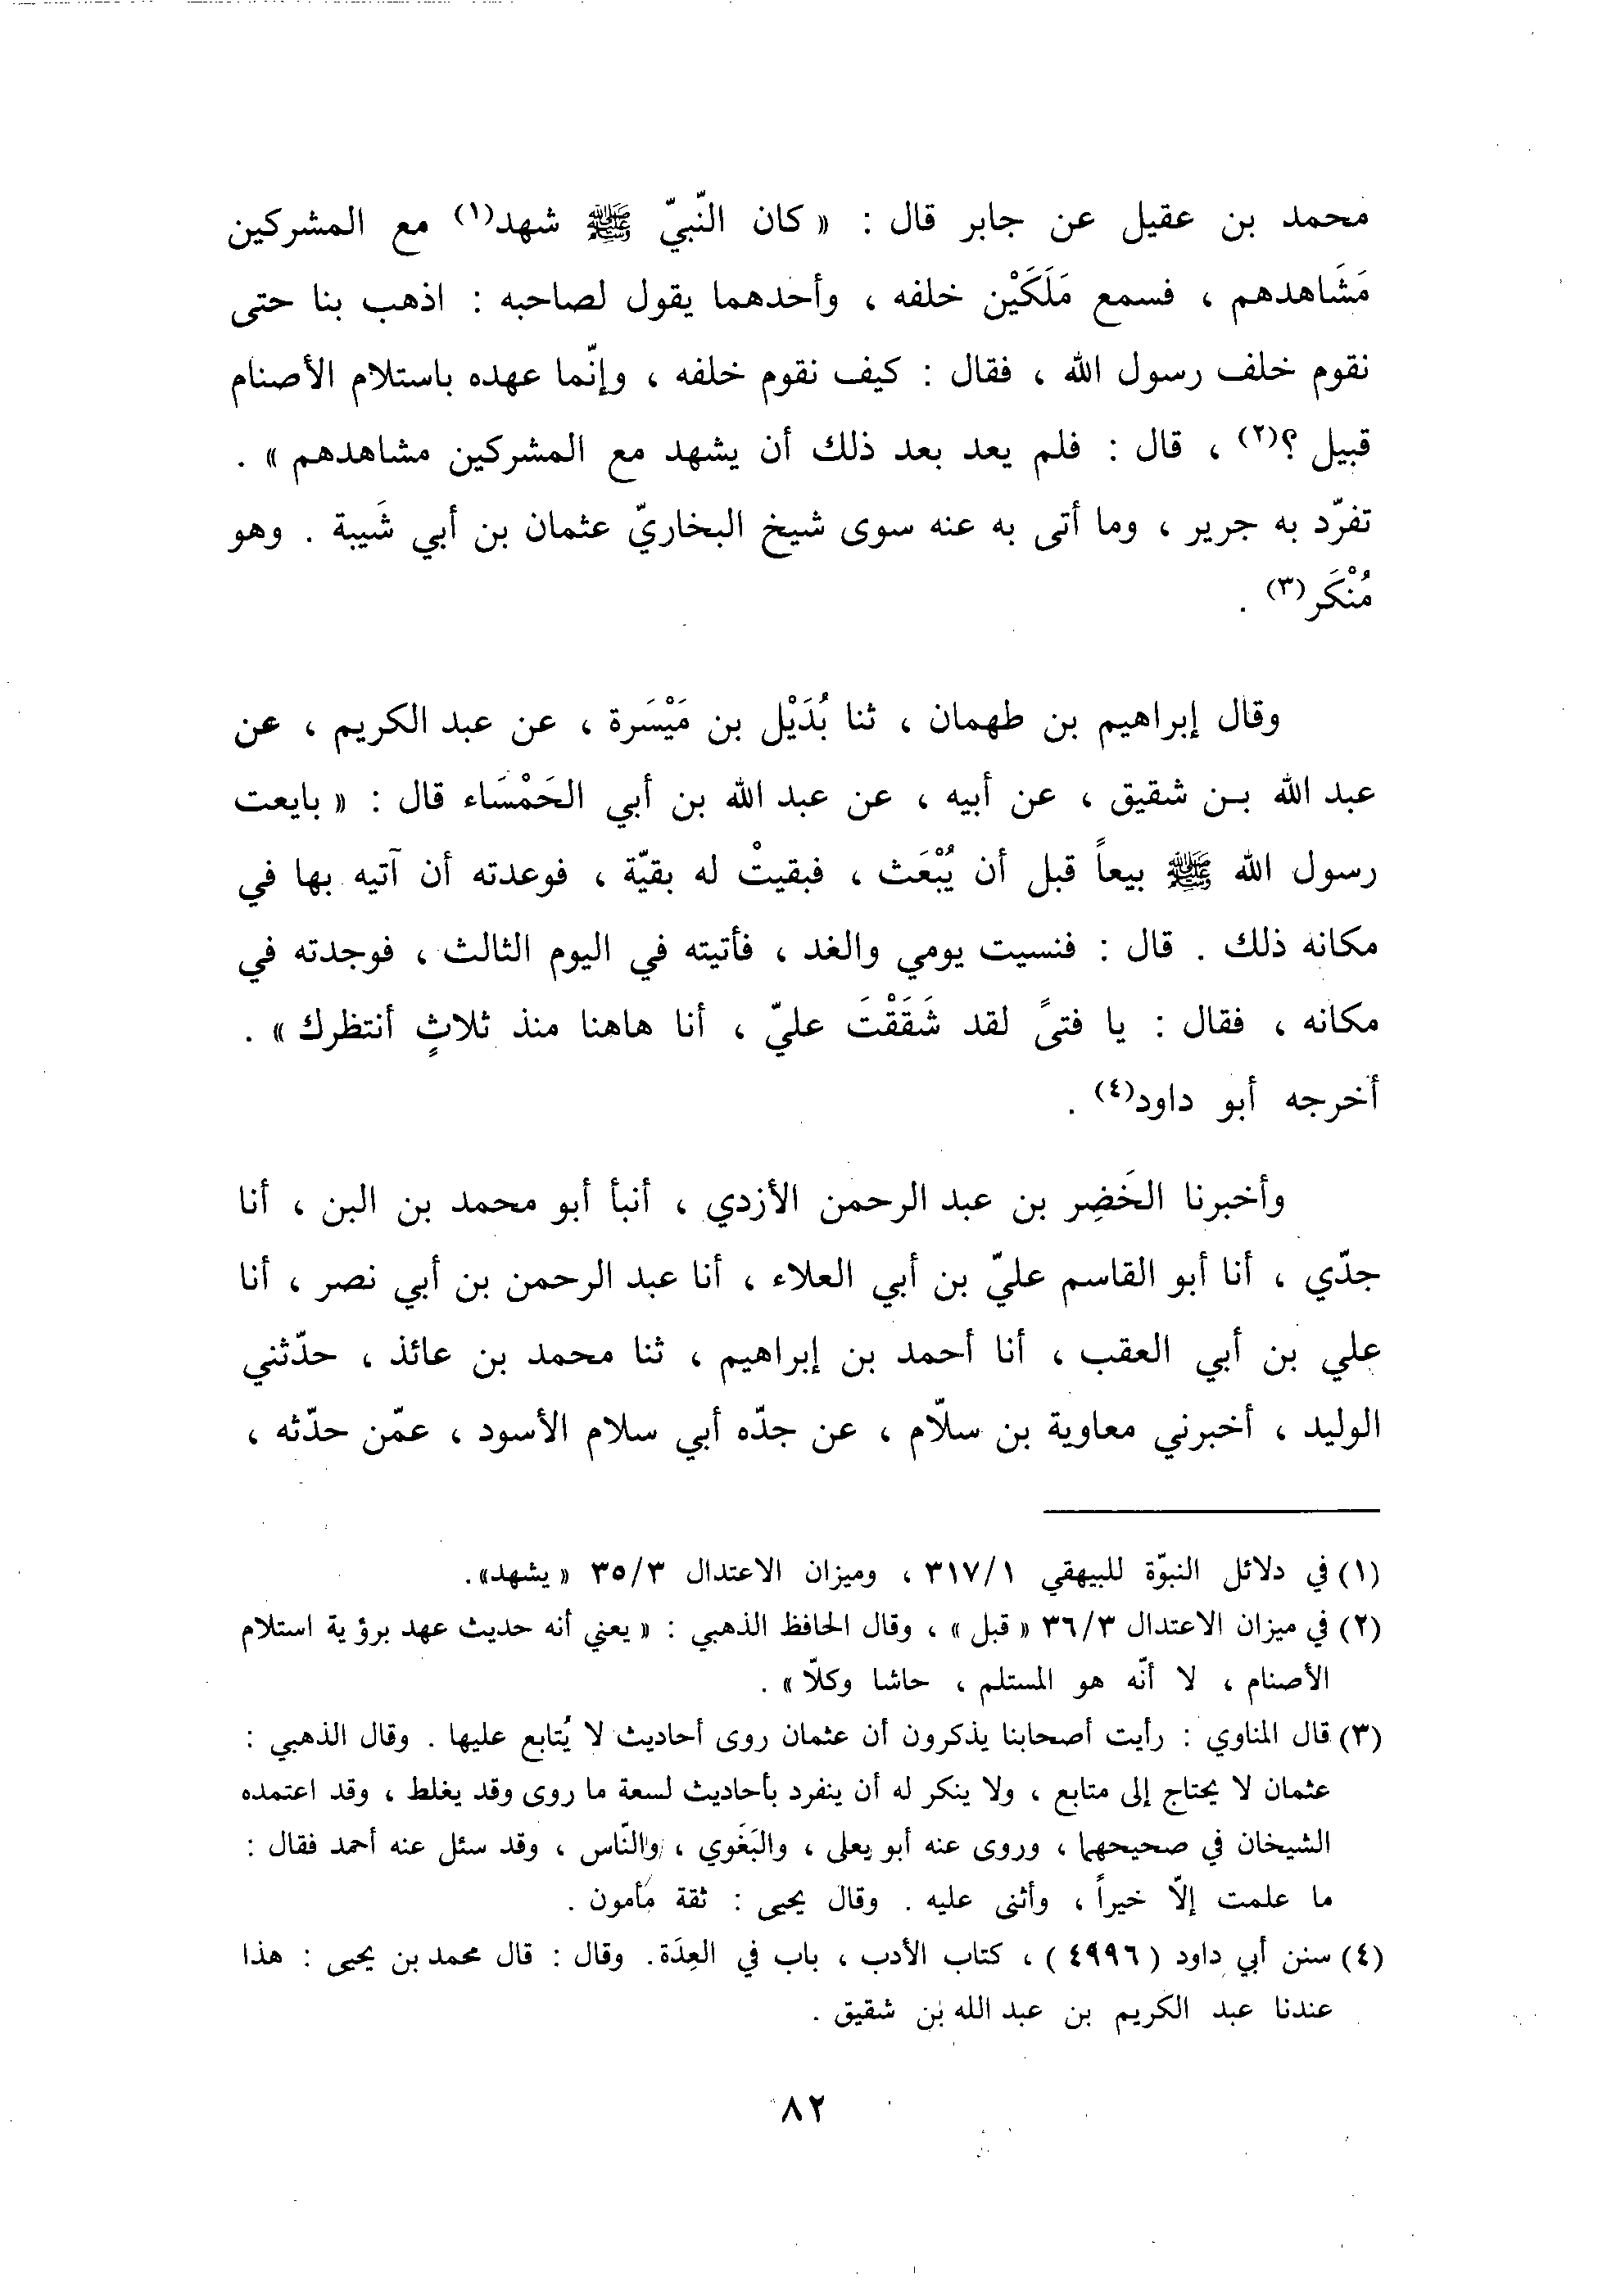 محمد بن عقيل عن جابر قال : « كان النّبيّ ﷺ شهد(١) مع المشركين
مَشَاهدهم ، فسمع مَلَكَيْن خلفه ، وأحدهما يقول لصاحبه : اذهب بنا حتى
نقوم خلف رسول الله ، فقال : كيف نقوم خلفه ، وإنّما عهده باستلام الأصنام
قبيل ؟(٢) ، قال : فلم يعد بعد ذلك أن يشهد مع المشركين مشاهدهم » .
تفرّد به جرير ، وما أتى به عنه سوى شيخ البخاريّ عثمان بن أبي شَيبة . وهو
مُنْكَر(٣) .
وقال إبراهيم بن طهمان ، ثنا بُدَيْل بن مَيْسَرة ، عن عبد الكريم ، عن
عبد الله بـن شقيق ، عن أبيه ، عن عبد الله بن أبي الحَمْسَاء قال : « بايعت
رسول الله ﷺ بيعاً قبل أن يُبْعَث ، فبقيتْ له بقيّة ، فوعدته أن آتيه بها في
مكانه ذلك . قال : فنسيت يومي والغد ، فأتيته في اليوم الثالث ، فوجدته في
مكانه ، فقال : يا فتىً لقد شَقَقْتَ عليّ ، أنا هاهنا منذ ثلاثٍ أنتظرك » .
أخرجه أبو داود(٤) .
وأخبرنا الخَضِر بن عبد الرحمن الأزدي ، أنبأ أبو محمد بن البن ، أنا
جدّي ، أنا أبو القاسم عليّ بن أبي العلاء ، أنا عبد الرحمن بن أبي نصر ، أنا
علي بن أبي العقب ، أنا أحمد بن إبراهيم ، ثنا محمد بن عائذ ، حدّثني
الوليد ، أخبرني معاوية بن سلّام ، عن جدّه أبي سلام الأسود ، عمّن حدّثه ،
(١) في دلائل النبوّة للبيهقي ٣١٧/١ ، وميزان الاعتدال ٣٥/٣ « يشهد».
(٢) في ميزان الاعتدال ٣٦/٣ « قبل » ، وقال الحافظ الذهبي : « يعني أنه حديث عهد برؤية استلام
الأصنام ، لا أنّه هو المستلم ، حاشا وكلّا » .
(٣) قال المناوي : رأيت أصحابنا يذكرون أن عثمان روى أحاديث لا يُتابع عليها . وقال الذهبي :
عثمان لا يحتاج إلى متابع ، ولا ينكر له أن ينفرد بأحاديث لسعة ما روى وقد يغلط ، وقد اعتمده
الشيخان في صحيحهما ، وروى عنه أبو يعلى ، والبَغَوي ، والنّاس ، وقد سئل عنه أحمد فقال :
ما علمت إلّا خيراً ، وأثنى عليه . وقال يحيى : ثقة مأمون .
(٤) سنن أبي داود (٤٩٩٦) ، كتاب الأدب ، باب في العِدَة. وقال : قال محمد بن يحيى : هذا
عندنا عبد الكريم بن عبد الله بن شقيق .
٨٢